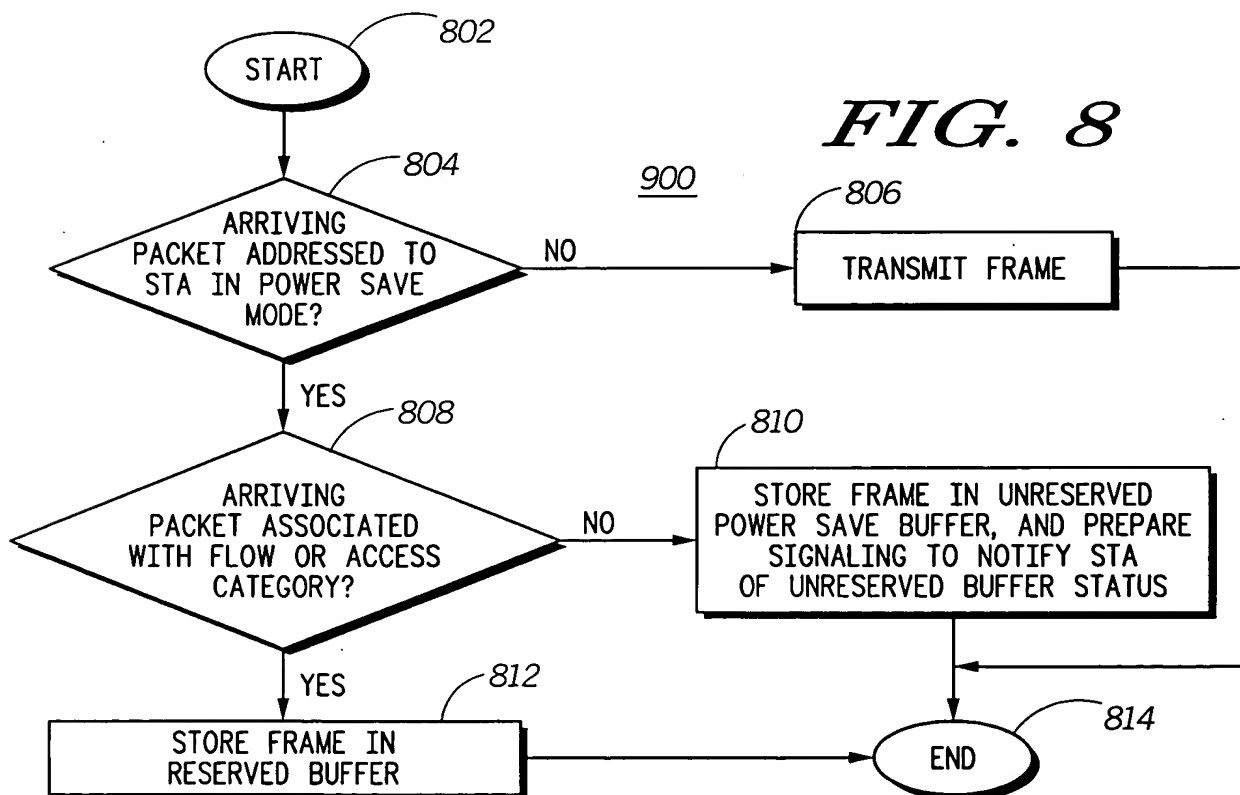 802
START
FIG. 8
804
900
806
ARRIVING
PACKET ADDRESSED TO
STA IN POWER SAVE
MODE?
NO
TRANSMIT FRAME
YES
808
810
ARRIVING
PACKET ASSOCIATED
WITH FLOW OR ACCESS
CATEGORY?
NO
STORE FRAME IN UNRESERVED
POWER SAVE BUFFER, AND PREPARE
SIGNALING TO NOTIFY STA
OF UNRESERVED BUFFER STATUS
YES
812
STORE FRAME IN
RESERVED BUFFER
814
END